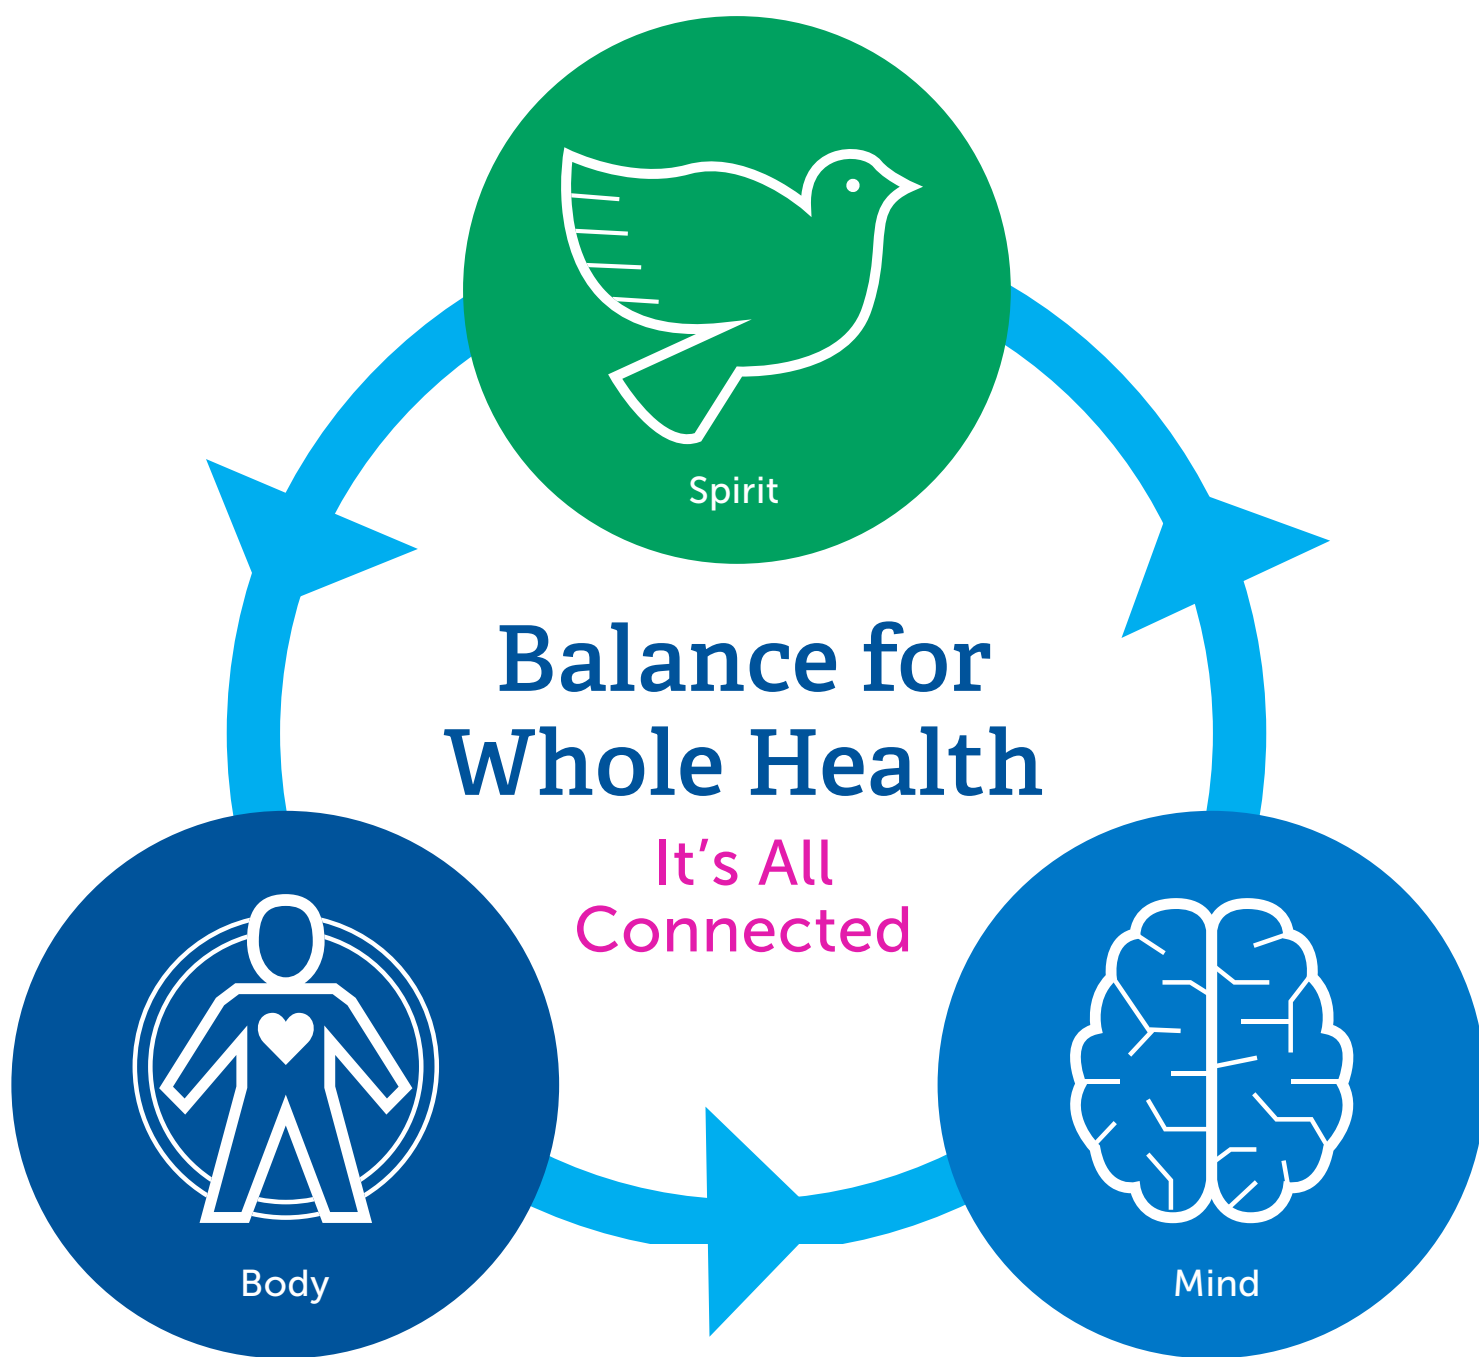 Spirit
Balance for
Whole Health
It’s All
Connected
Body
Mind